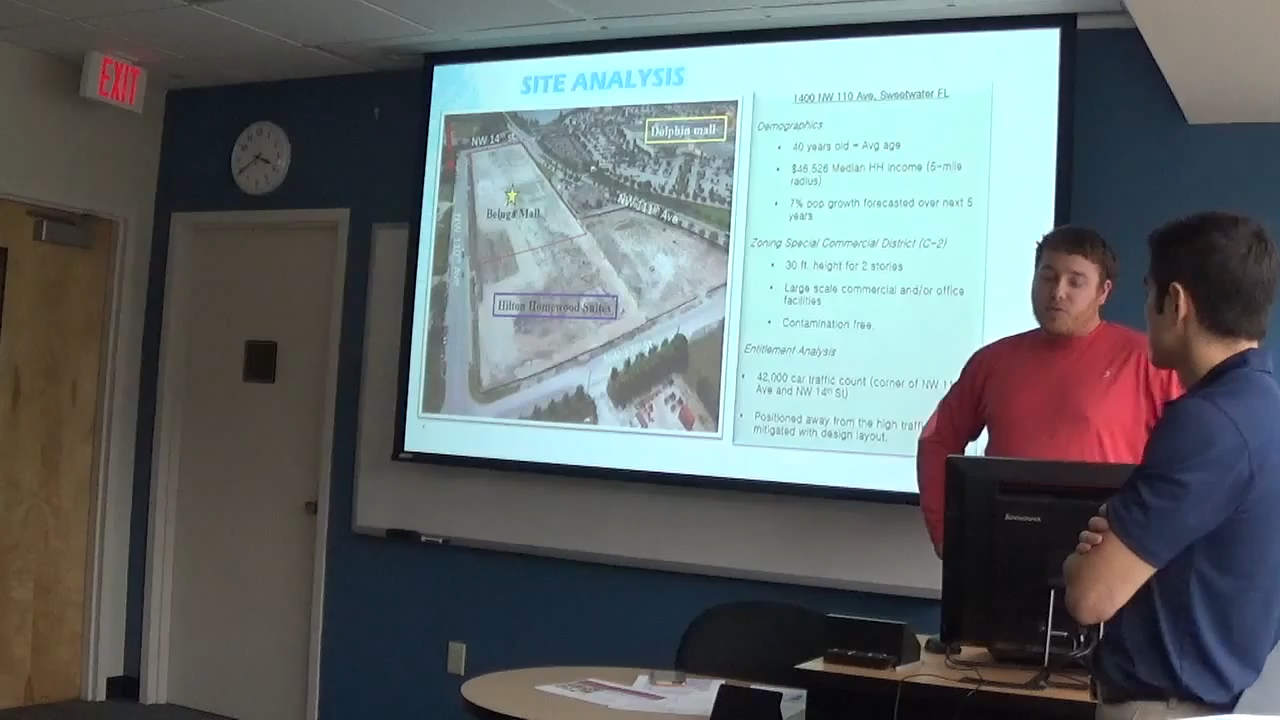 EXIT
SITE ANALYSIS
NW 14th St
Dolphin mall
Beluga Mall
NW 111th Ave
Hilton Homewood Suites
1400 NW 110 Ave, Sweetwater FL
Demographics
• 40 years old = Avg age
• $46,526 Median HH income (5-mile
radius)
• 7% pop growth forecasted over next 5
years
Zoning Special Commercial District (C-2)
• 30 ft. height for 2 stories
• Large scale commercial and/or office
facilities
• Contamination free.
Entitlement Analysis
• 42,000 car traffic count (corner of NW
Ave and NW 14th St)
• Positioned away from the high
mitigated with design layout.
lenovo